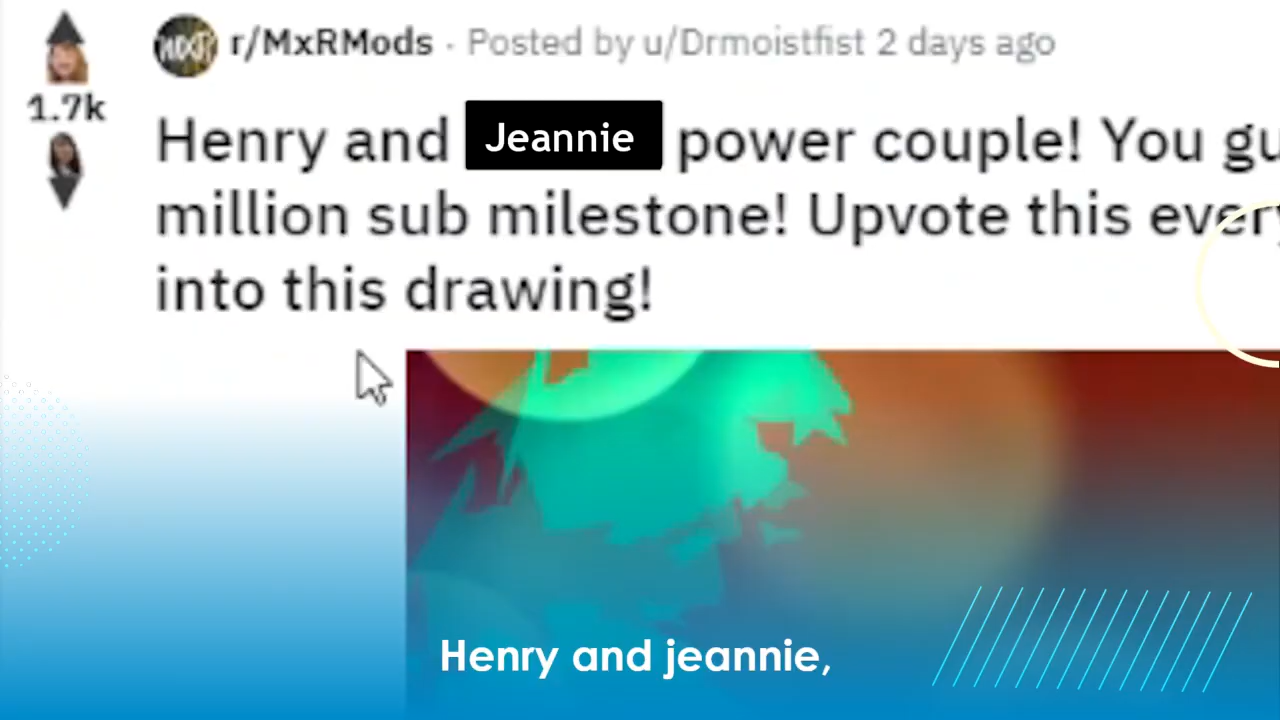 r/MxRMods · Posted by u/Drmoistfist 2 days ago
1.7k
Henry and Jeannie power couple! You gu
million sub milestone! Upvote this every
into this drawing!
Henry and jeannie,